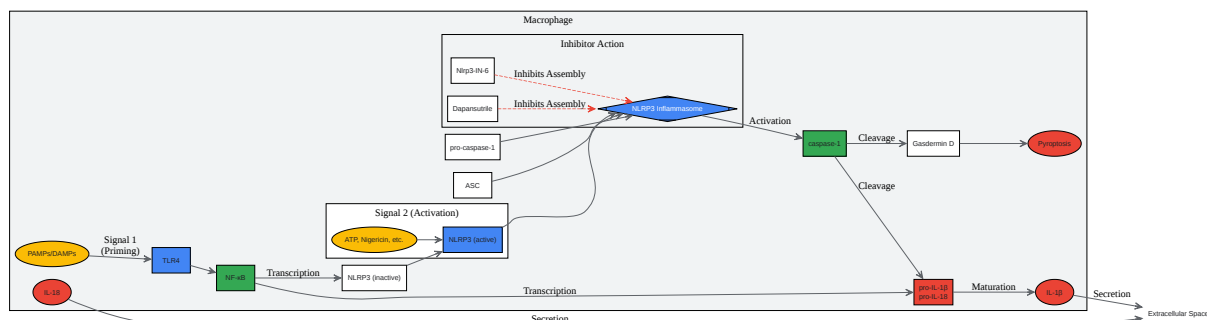 Macrophage
Inhibitor Action
Nlrp3-IN-6
Inhibits Assembly
Dapansutrile
Inhibits Assembly
NLRP3 Inflammasome
Activation
pro-caspase-1
caspase-1
Cleavage
Gasdermin D
Pyroptosis
ASC
Cleavage
Signal 2 (Activation)
ATP, Nigericin, etc.
NLRP3 (active)
Signal 1
(Priming)
PAMPs/DAMPs
TLR4
NF-κB
Transcription
NLRP3 (inactive)
IL-18
Transcription
pro-IL-1β
pro-IL-18
Maturation
IL-1β
Secretion
Extracellular Space
Secretion